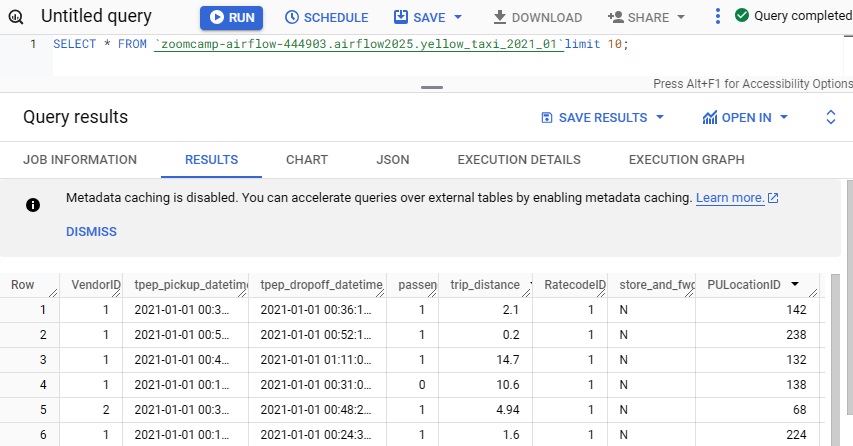 Untitled query RUN SCHEDULE SAVE DOWNLOAD SHARE Query completed
1 SELECT * FROM `zoomcamp-airflow-444903.airflow2025.yellow_taxi_2021_01`limit 10;
Press Alt+F1 for Accessibility Options
Query results SAVE RESULTS OPEN IN
JOB INFORMATION RESULTS CHART JSON EXECUTION DETAILS EXECUTION GRAPH
Metadata caching is disabled. You can accelerate queries over external tables by enabling metadata caching. Learn more.
DISMISS
Row VendorID tpep_pickup_datetime tpep_dropoff_datetime passen trip_distance RatecodeID store_and_fwd PULocationID
1 1 2021-01-01 00:3... 2021-01-01 00:36:1... 1 2.1 1 N 142
2 1 2021-01-01 00:5... 2021-01-01 00:52:1... 1 0.2 1 N 238
3 1 2021-01-01 00:4... 2021-01-01 01:11:0... 1 14.7 1 N 132
4 1 2021-01-01 00:1... 2021-01-01 00:31:0... 0 10.6 1 N 138
5 2 2021-01-01 00:3... 2021-01-01 00:48:2... 1 4.94 1 N 68
6 1 2021-01-01 00:1... 2021-01-01 00:24:3... 1 1.6 1 N 224